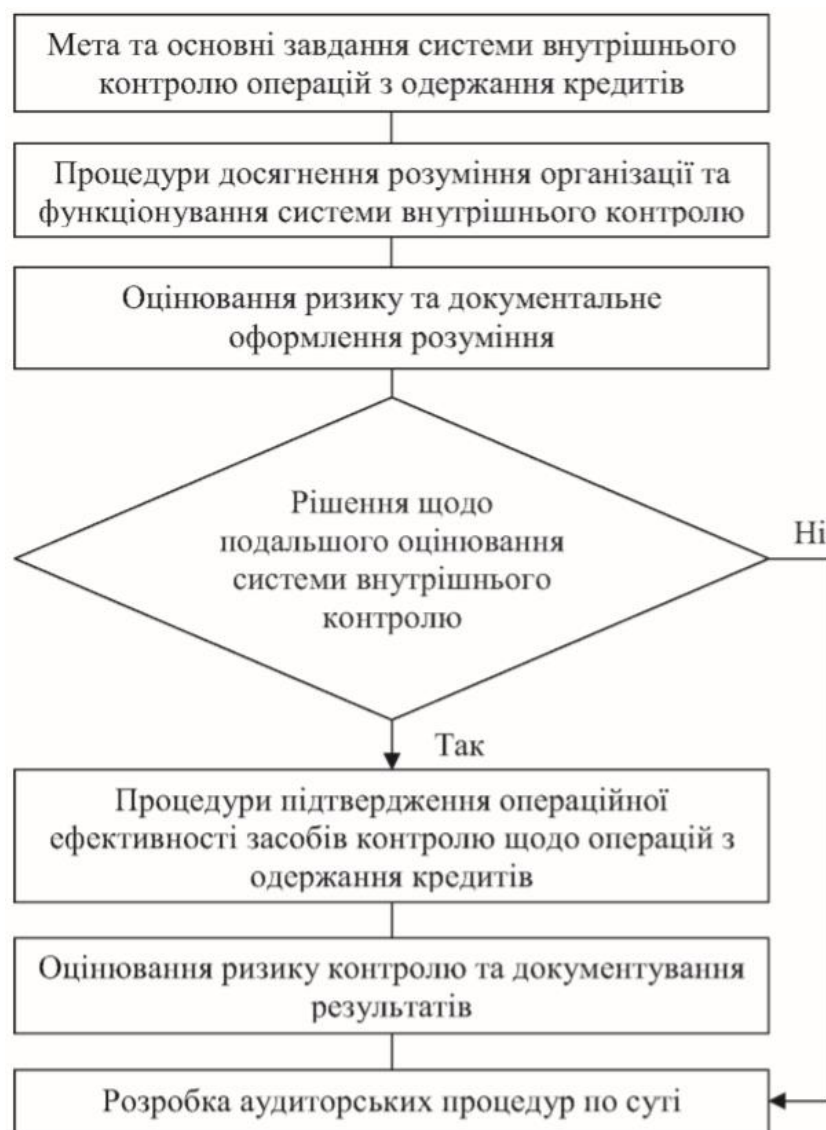 Мета та основні завдання системи внутрішнього
контролю операцій з одержання кредитів
Процедури досягнення розуміння організації та
функціонування системи внутрішнього контролю
Оцінювання ризику та документальне
оформлення розуміння
Рішення щодо
подальшого оцінювання
системи внутрішнього
контролю
Ні
Так
Процедури підтвердження операційної
ефективності засобів контролю щодо операцій з
одержання кредитів
Оцінювання ризику контролю та документування
результатів
Розробка аудиторських процедур по суті